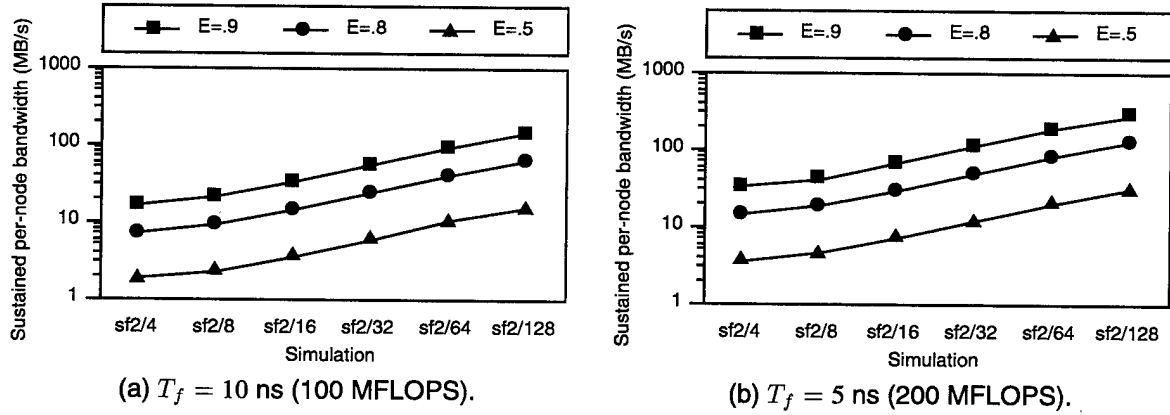 E=.9 E=.8 E=.5
Sustained per-node bandwidth (MB/s)
1000
100
10
1
sf2/4 sf2/8 sf2/16 sf2/32 sf2/64 sf2/128
Simulation
(a) T_f = 10 ns (100 MFLOPS).
E=.9 E=.8 E=.5
Sustained per-node bandwidth (MB/s)
1000
100
10
1
sf2/4 sf2/8 sf2/16 sf2/32 sf2/64 sf2/128
Simulation
(b) T_f = 5 ns (200 MFLOPS).